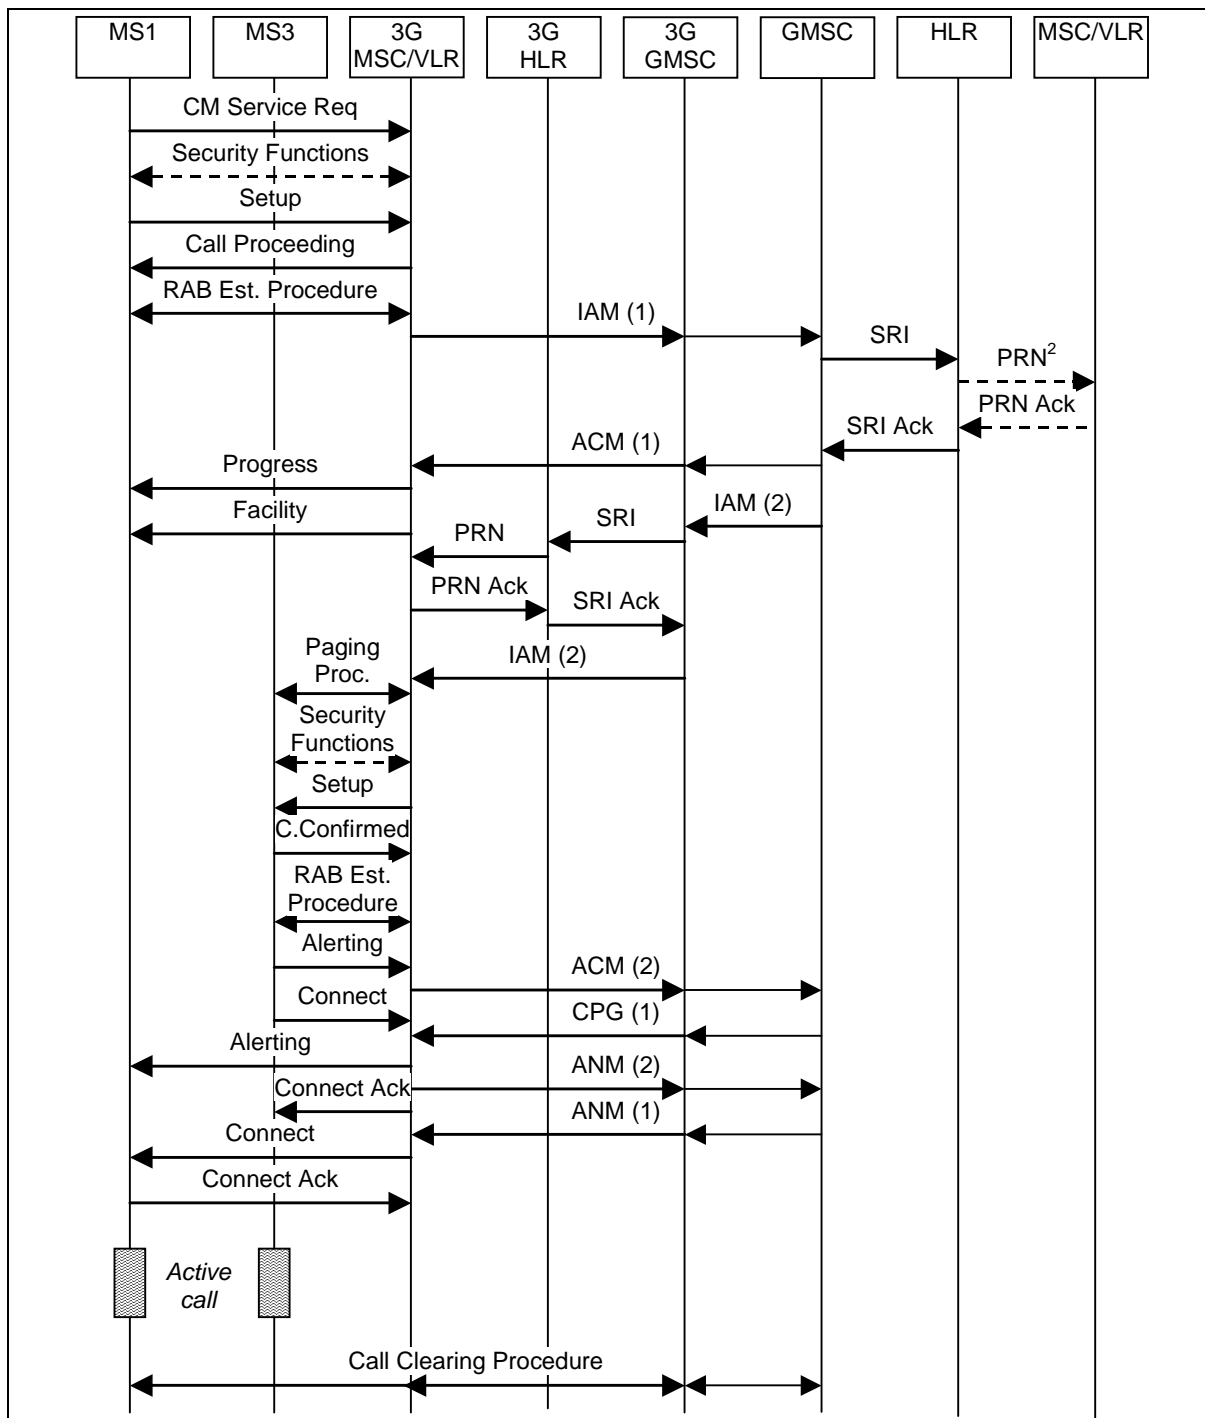 MS1
MS3
3G
MSC/VLR
3G
HLR
3G
GMSC
GMSC
HLR
MSC/VLR
CM Service Req
Security Functions
Setup
Call Proceeding
RAB Est. Procedure
IAM (1)
SRI
PRN²
PRN Ack
SRI Ack
ACM (1)
Progress
IAM (2)
Facility
SRI
PRN
PRN Ack
SRI Ack
Paging
Proc.
IAM (2)
Security
Functions
Setup
C.Confirmed
RAB Est.
Procedure
Alerting
ACM (2)
Connect
CPG (1)
Alerting
ANM (2)
Connect Ack
ANM (1)
Connect
Connect Ack
Active
call
Call Clearing Procedure